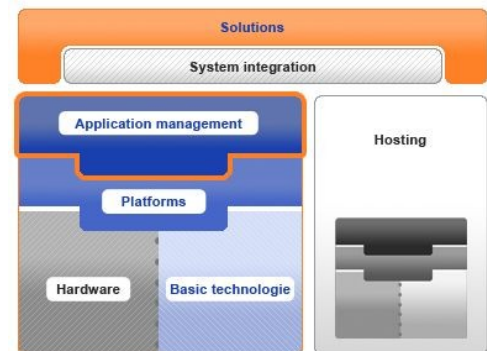 Solutions
System integration
Application management
Hosting
Platforms
Hardware
Basic technologie